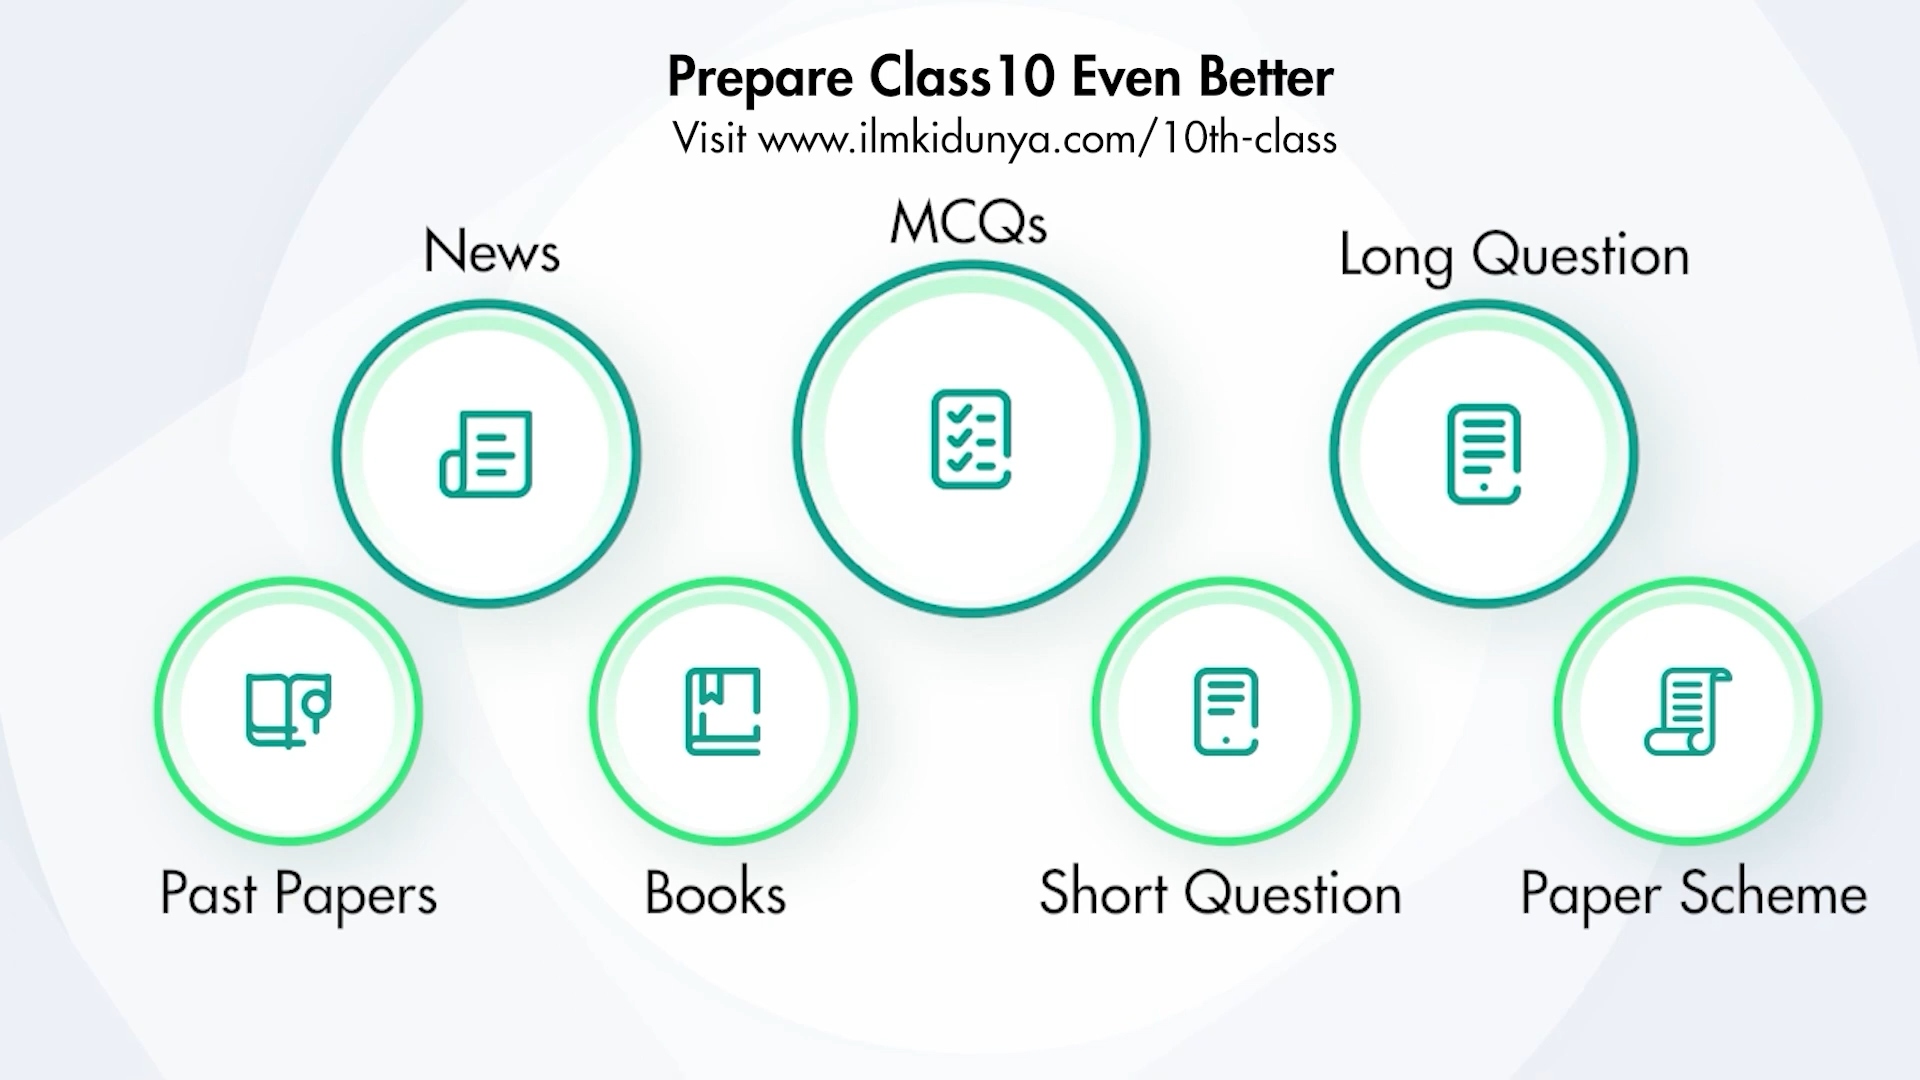 Prepare Class10 Even Better
Visit www.ilmkidunya.com/10th-class
News
MCQs
Long Question
Past Papers
Books
Short Question
Paper Scheme